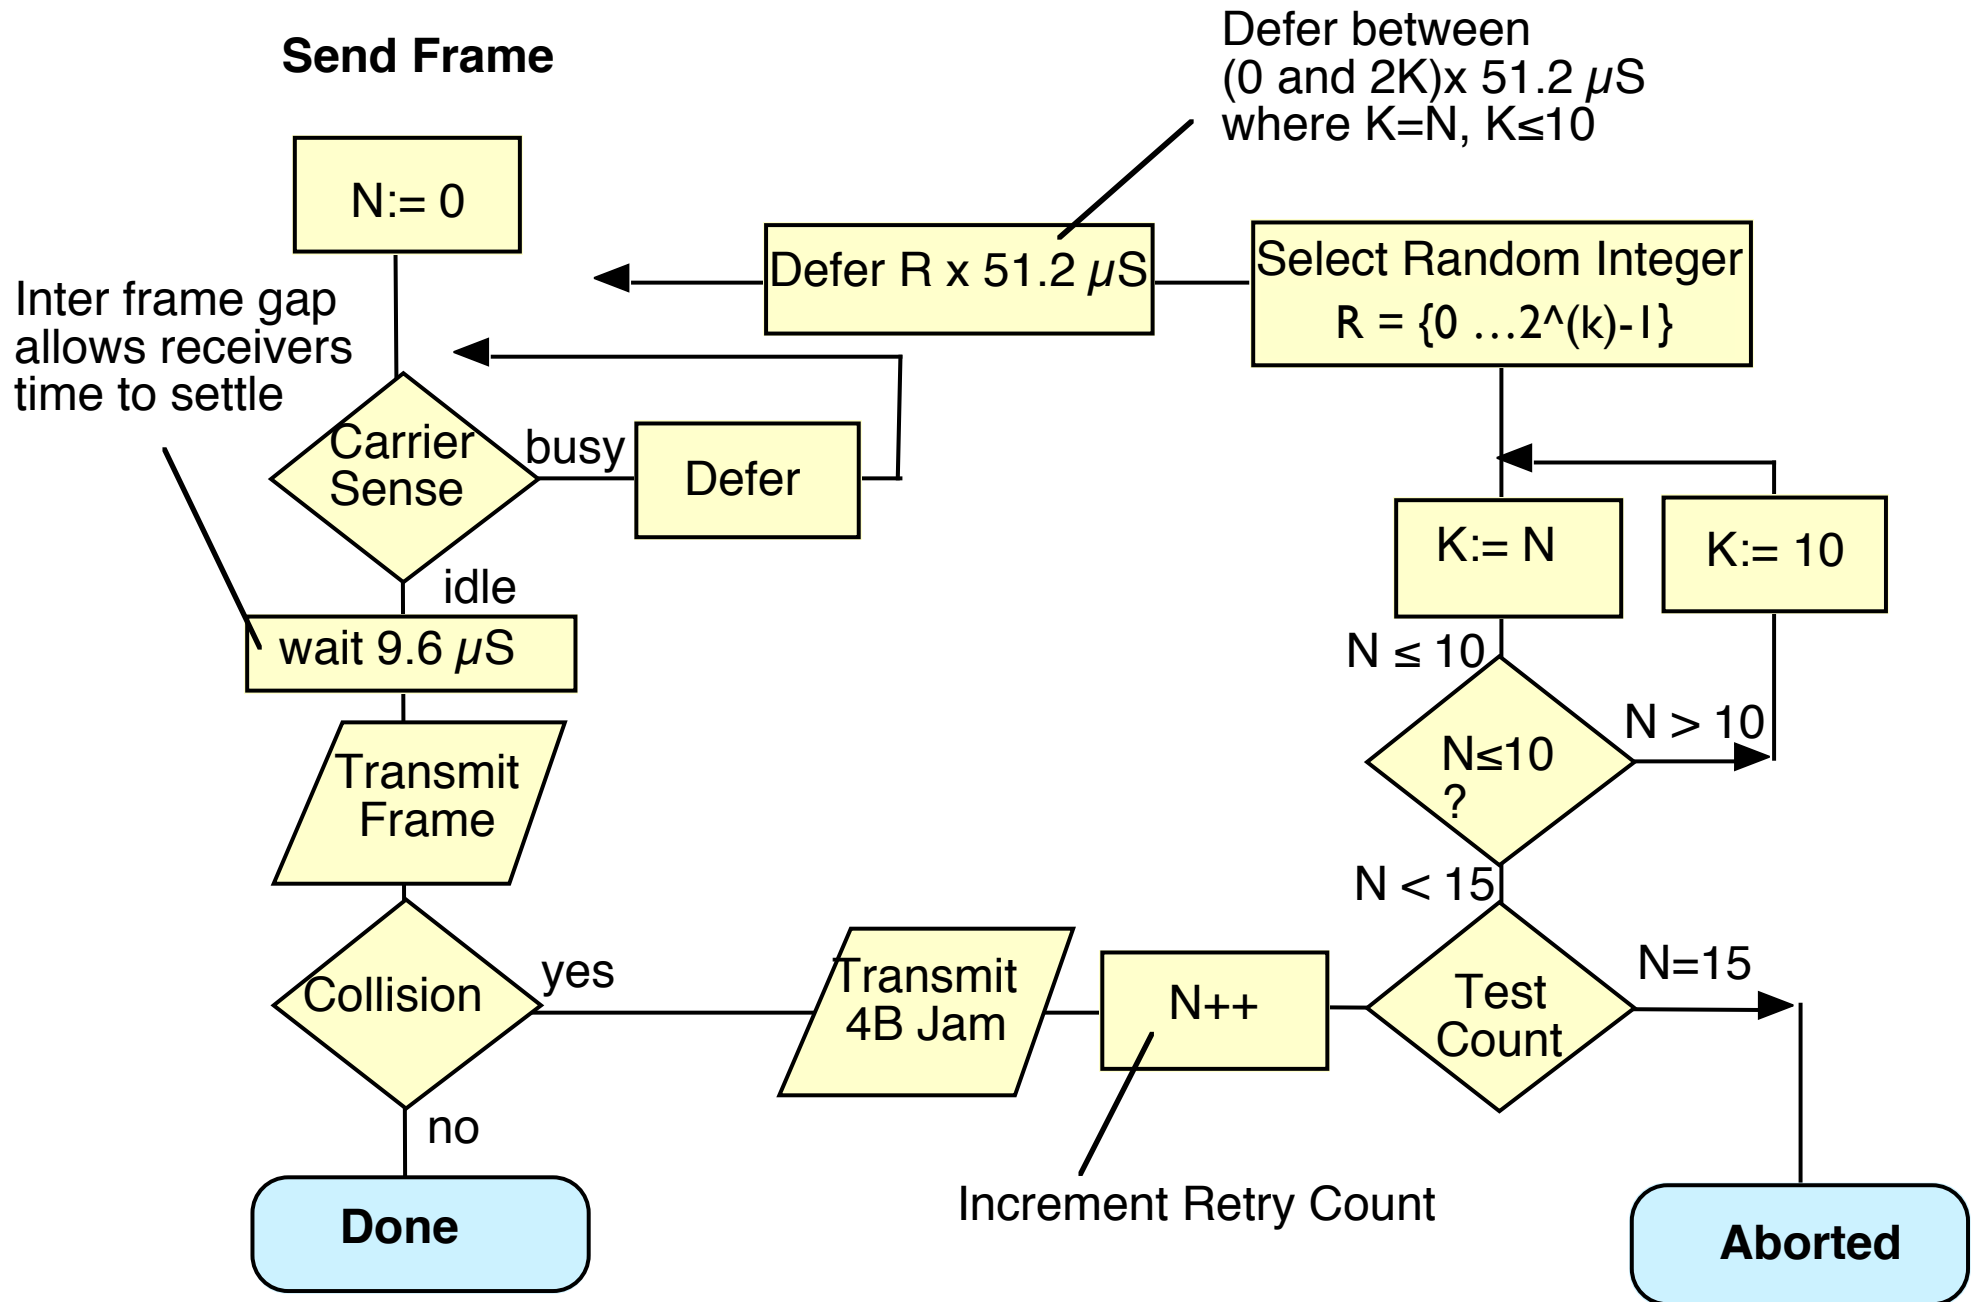 Send Frame
Defer between
(0 and 2K)x 51.2 µS
where K=N, K≤10
N:= 0
Defer R x 51.2 µS
Select Random Integer
R = {0 …2^(k)-1}
Inter frame gap
allows receivers
time to settle
Carrier
Sense
busy
Defer
idle
wait 9.6 µS
K:= N
K:= 10
N ≤ 10
N > 10
N≤10
?
Transmit
Frame
N < 15
Collision
yes
Transmit
4B Jam
N++
Test
Count
N=15
no
Increment Retry Count
Done
Aborted